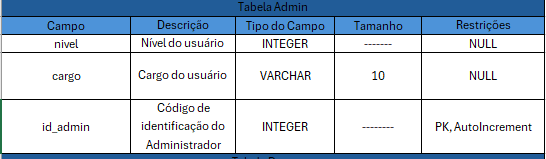 Tabela Admin
Campo Descrição Tipo do Campo Tamanho Restrições
nivel Nível do usuário INTEGER ------- NULL
cargo Cargo do usuário VARCHAR 10 NULL
Código de
id_admin identificação do INTEGER -------- PK, AutoIncrement
Administrador